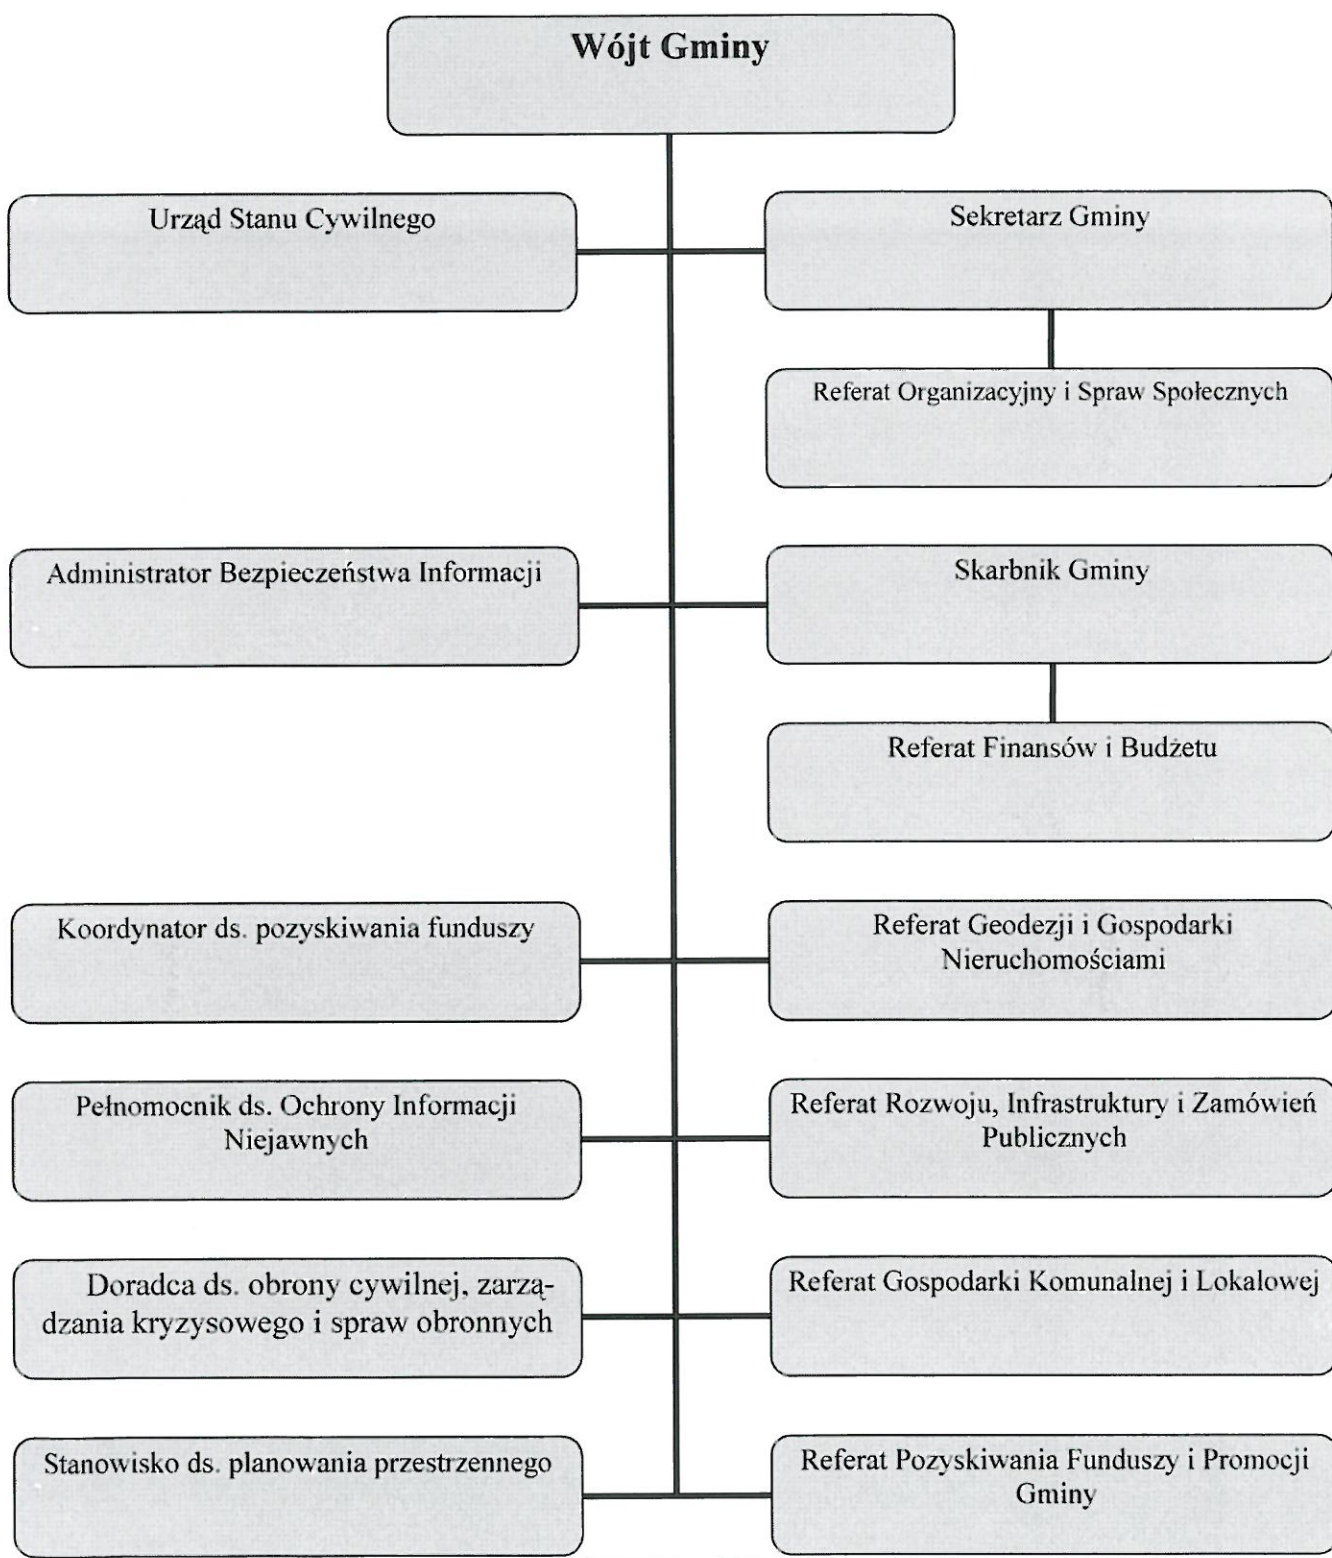 Wójt Gminy
Urząd Stanu Cywilnego
Sekretarz Gminy
Referat Organizacyjny i Spraw Społecznych
Administrator Bezpieczeństwa Informacji
Skarbnik Gminy
Referat Finansów i Budżetu
Koordynator ds. pozyskiwania funduszy
Referat Geodezji i Gospodarki
Nieruchomościami
Pełnomocnik ds. Ochrony Informacji
Niejawnych
Referat Rozwoju, Infrastruktury i Zamówień
Publicznych
Doradca ds. obrony cywilnej, zarzą-
dzania kryzysowego i spraw obronnych
Referat Gospodarki Komunalnej i Lokalowej
Stanowisko ds. planowania przestrzennego
Referat Pozyskiwania Funduszy i Promocji
Gminy